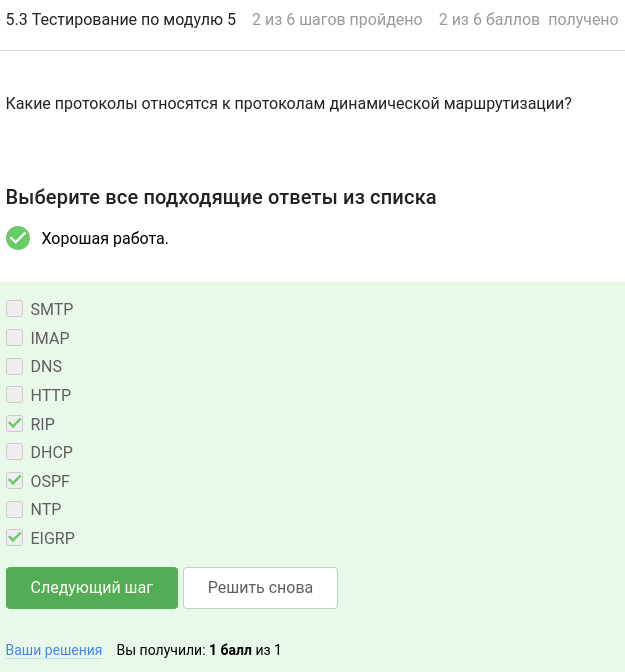 5.3 Тестирование по модулю 5 2 из 6 шагов пройдено 2 из 6 баллов получено
Какие протоколы относятся к протоколам динамической маршрутизации?
Выберите все подходящие ответы из списка
Хорошая работа.
SMTP
IMAP
DNS
HTTP
RIP
DHCP
OSPF
NTP
EIGRP
Следующий шаг Решить снова
Ваши решения Вы получили: 1 балл из 1